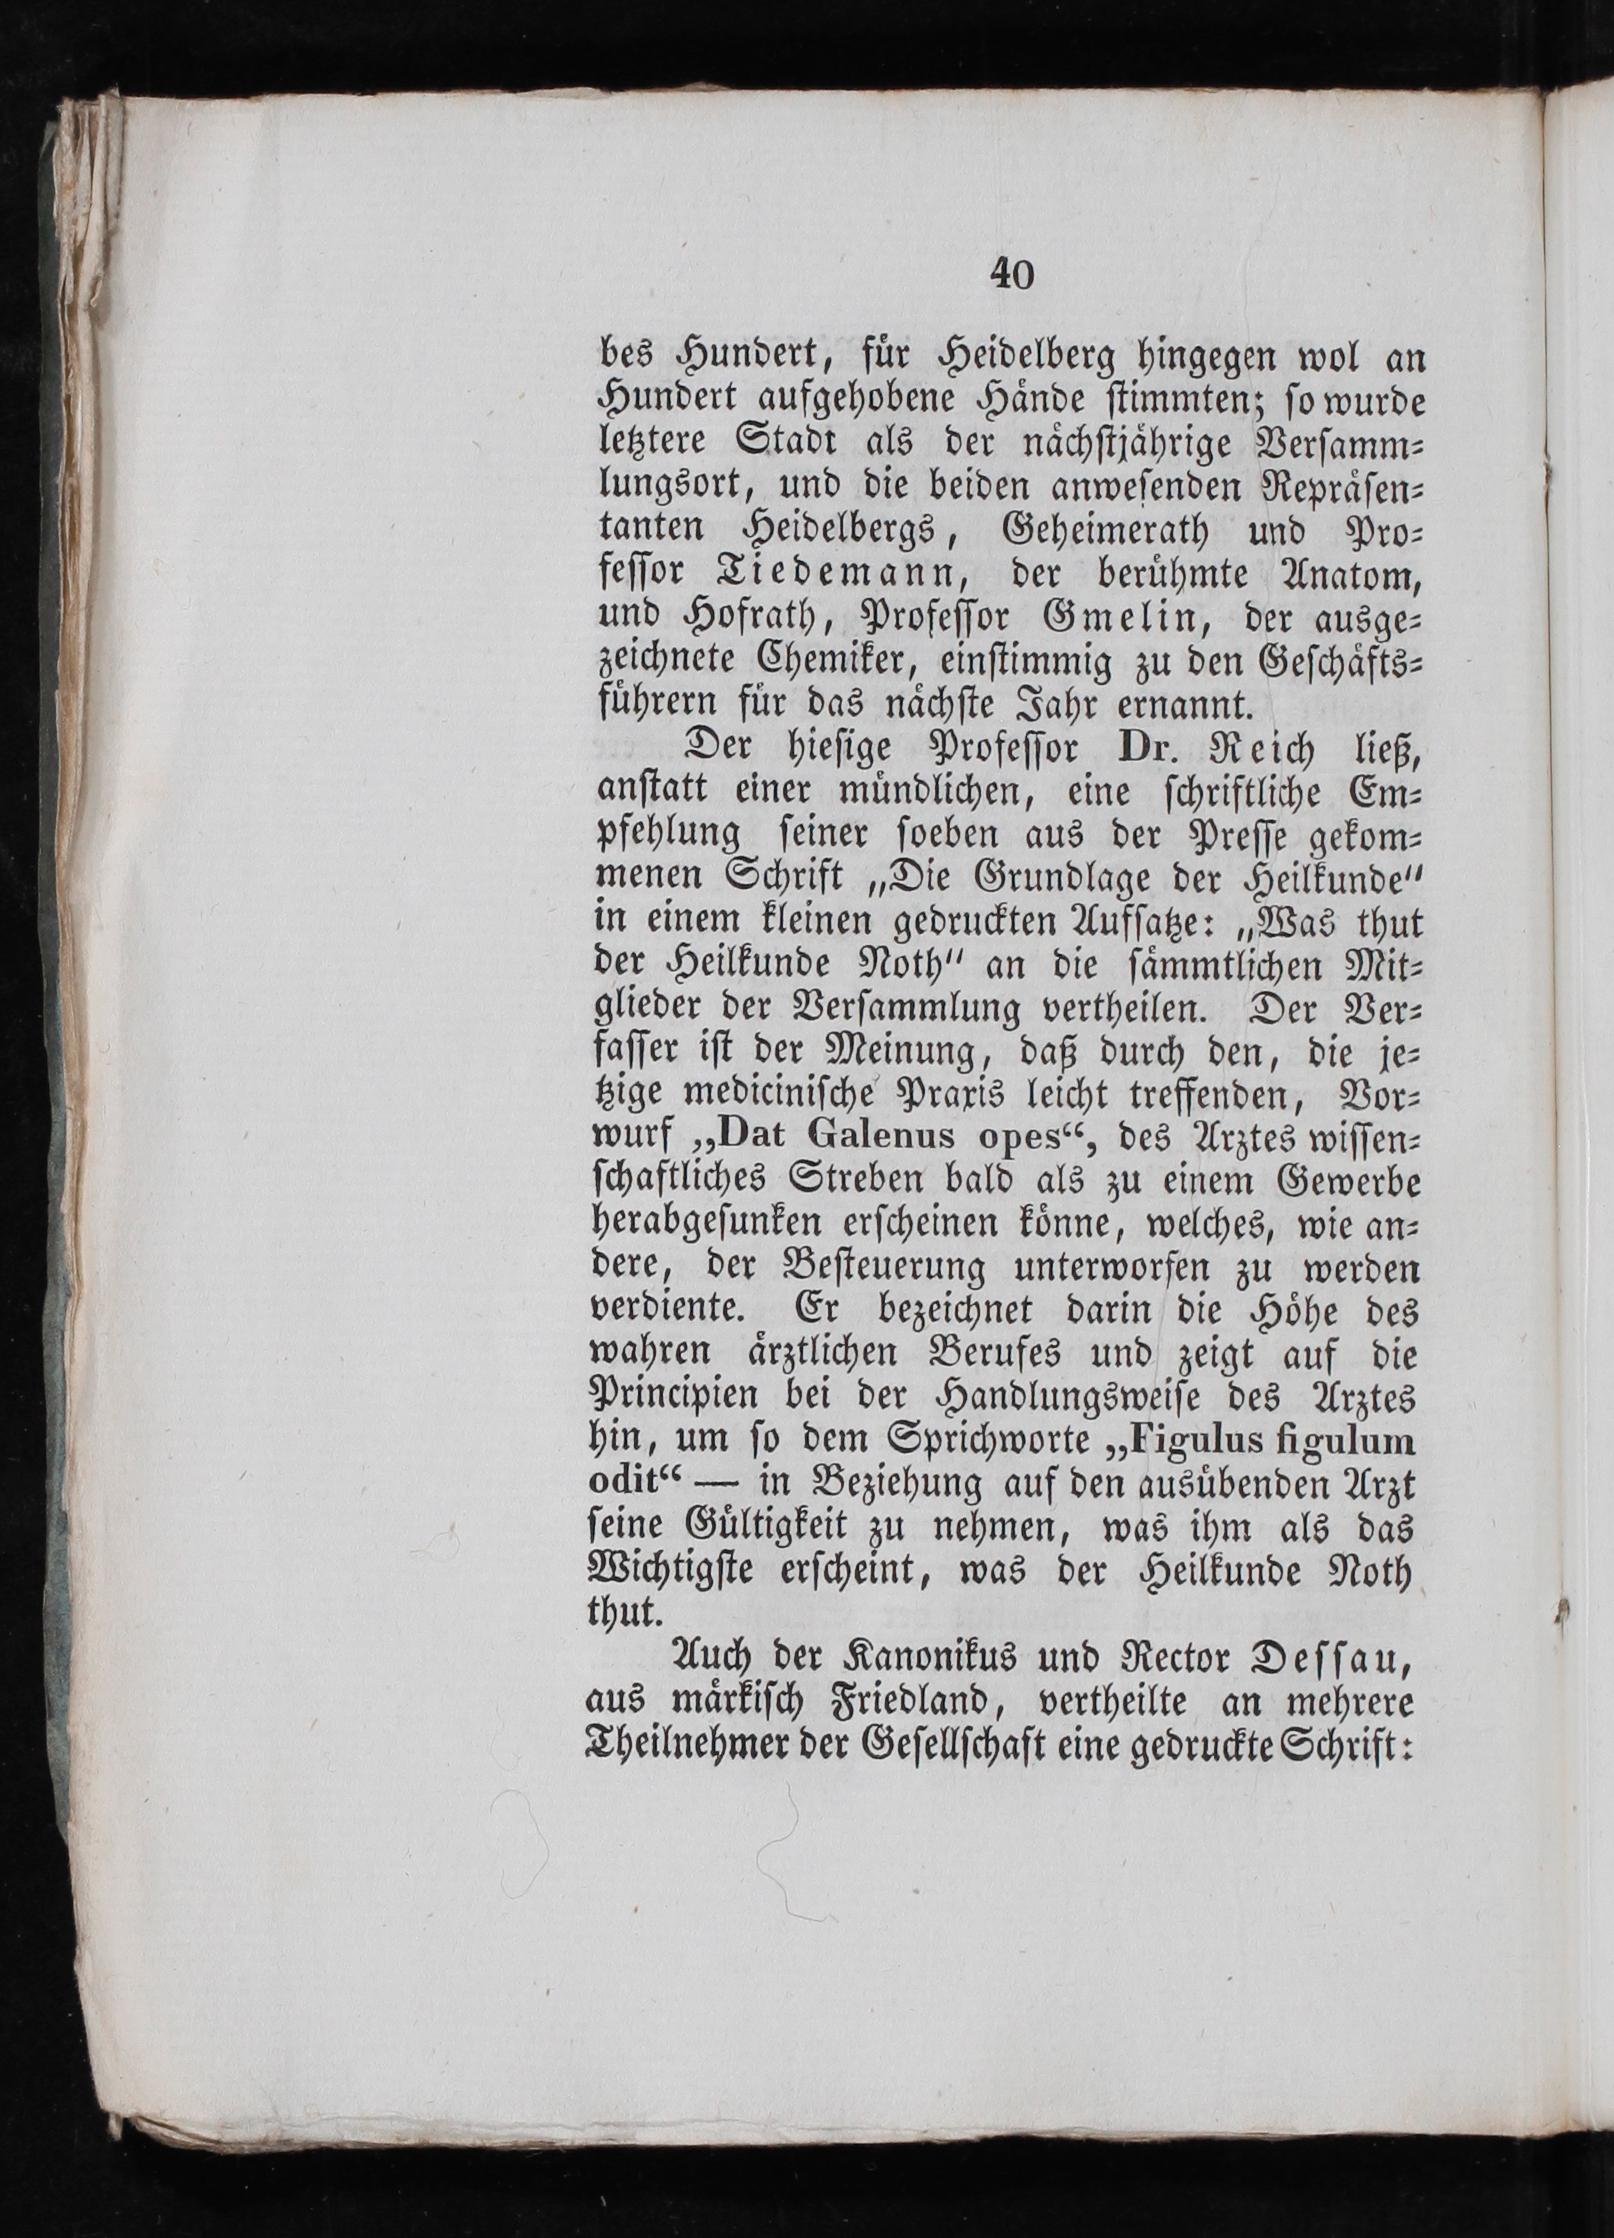 40
bes Hundert, für Heidelberg hingegen wol an
Hundert aufgehobene Hände ſtimmten; ſo wurde
letztere Stadt als der nächſtjährige Verſamm-
lungsort, und die beiden anweſenden Repräſen-
tanten Heidelbergs, Geheimerath und Pro-
feſſor Tiedemann, der berühmte Anatom,
und Hofrath, Profeſſor Gmelin, der ausge-
zeichnete Chemiker, einſtimmig zu den Geſchäfts-
führern für das nächſte Jahr ernannt.
Der hieſige Profeſſor Dr. Reich ließ,
anſtatt einer mündlichen, eine ſchriftliche Em-
pfehlung ſeiner ſoeben aus der Preſſe gekom-
menen Schrift „Die Grundlage der Heilkunde"
in einem kleinen gedruckten Aufſatze: „Was thut
der Heilkunde Noth" an die ſämmtlichen Mit-
glieder der Verſammlung vertheilen. Der Ver-
faſſer iſt der Meinung, daß durch den, die je-
tzige mediciniſche Praxis leicht treffenden, Vor-
wurf „Dat Galenus opes“, des Arztes wiſſen-
ſchaftliches Streben bald als zu einem Gewerbe
herabgeſunken erſcheinen könne, welches, wie an-
dere, der Beſteuerung unterworfen zu werden
verdiente. Er bezeichnet darin die Höhe des
wahren ärztlichen Berufes und zeigt auf die
Principien bei der Handlungsweiſe des Arztes
hin, um ſo dem Sprichworte „Figulus figulum
odit“ — in Beziehung auf den ausübenden Arzt
ſeine Gültigkeit zu nehmen, was ihm als das
Wichtigſte erſcheint, was der Heilkunde Noth
thut.
Auch der Kanonikus und Rector Deſſau,
aus märkiſch Friedland, vertheilte an mehrere
Theilnehmer der Geſellſchaft eine gedruckte Schrift: